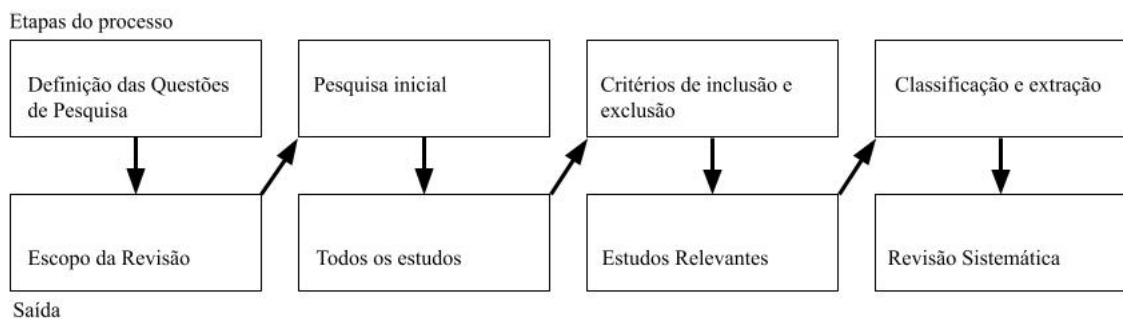 Etapas do processo
Definição das Questões
de Pesquisa
Pesquisa inicial
Critérios de inclusão e
exclusão
Classificação e extração
Escopo da Revisão
Todos os estudos
Estudos Relevantes
Revisão Sistemática
Saída